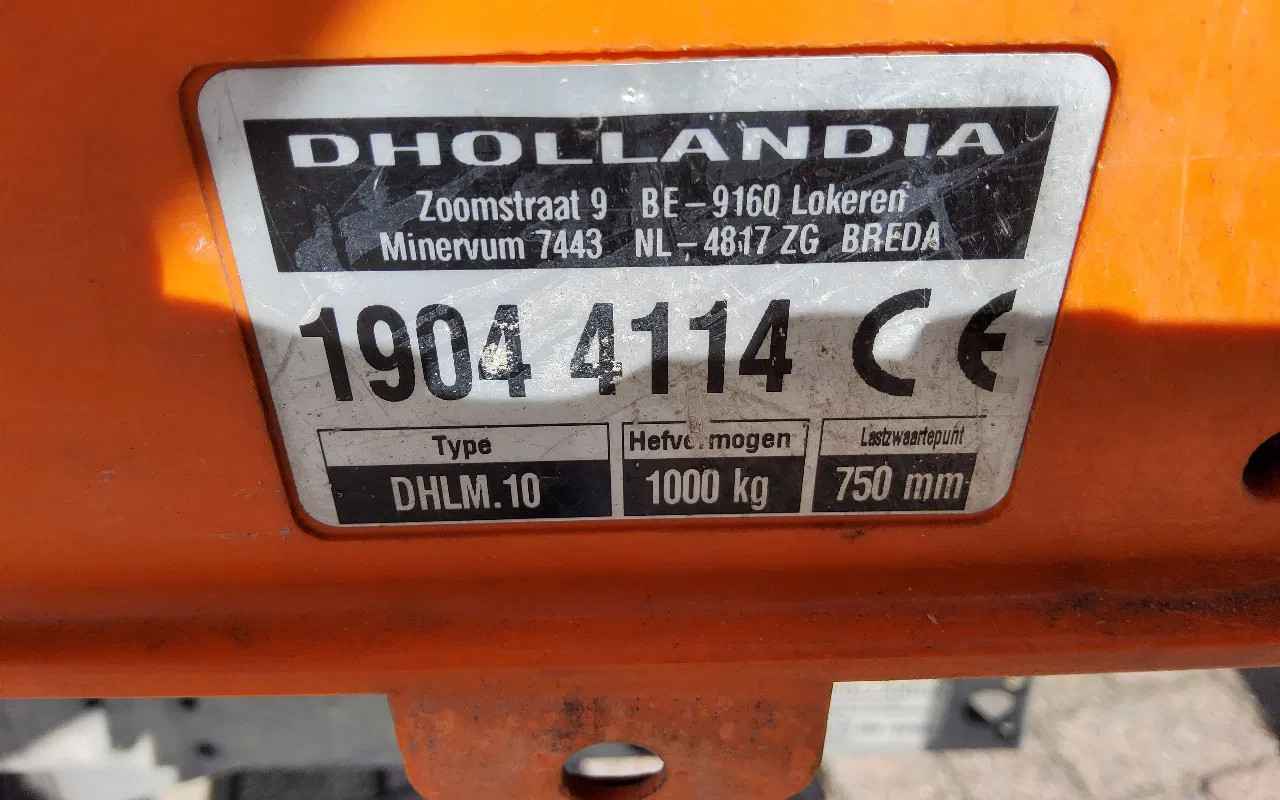 DHOLLANDIA
Zoomstraat 9 BE-9160 Lokeren
Minervum 7443 NL-4817 ZG BREDA
1904 4114 CE
Type Hefvermogen Lastzwaartepunt
DHLM.10 1000 kg 750 mm